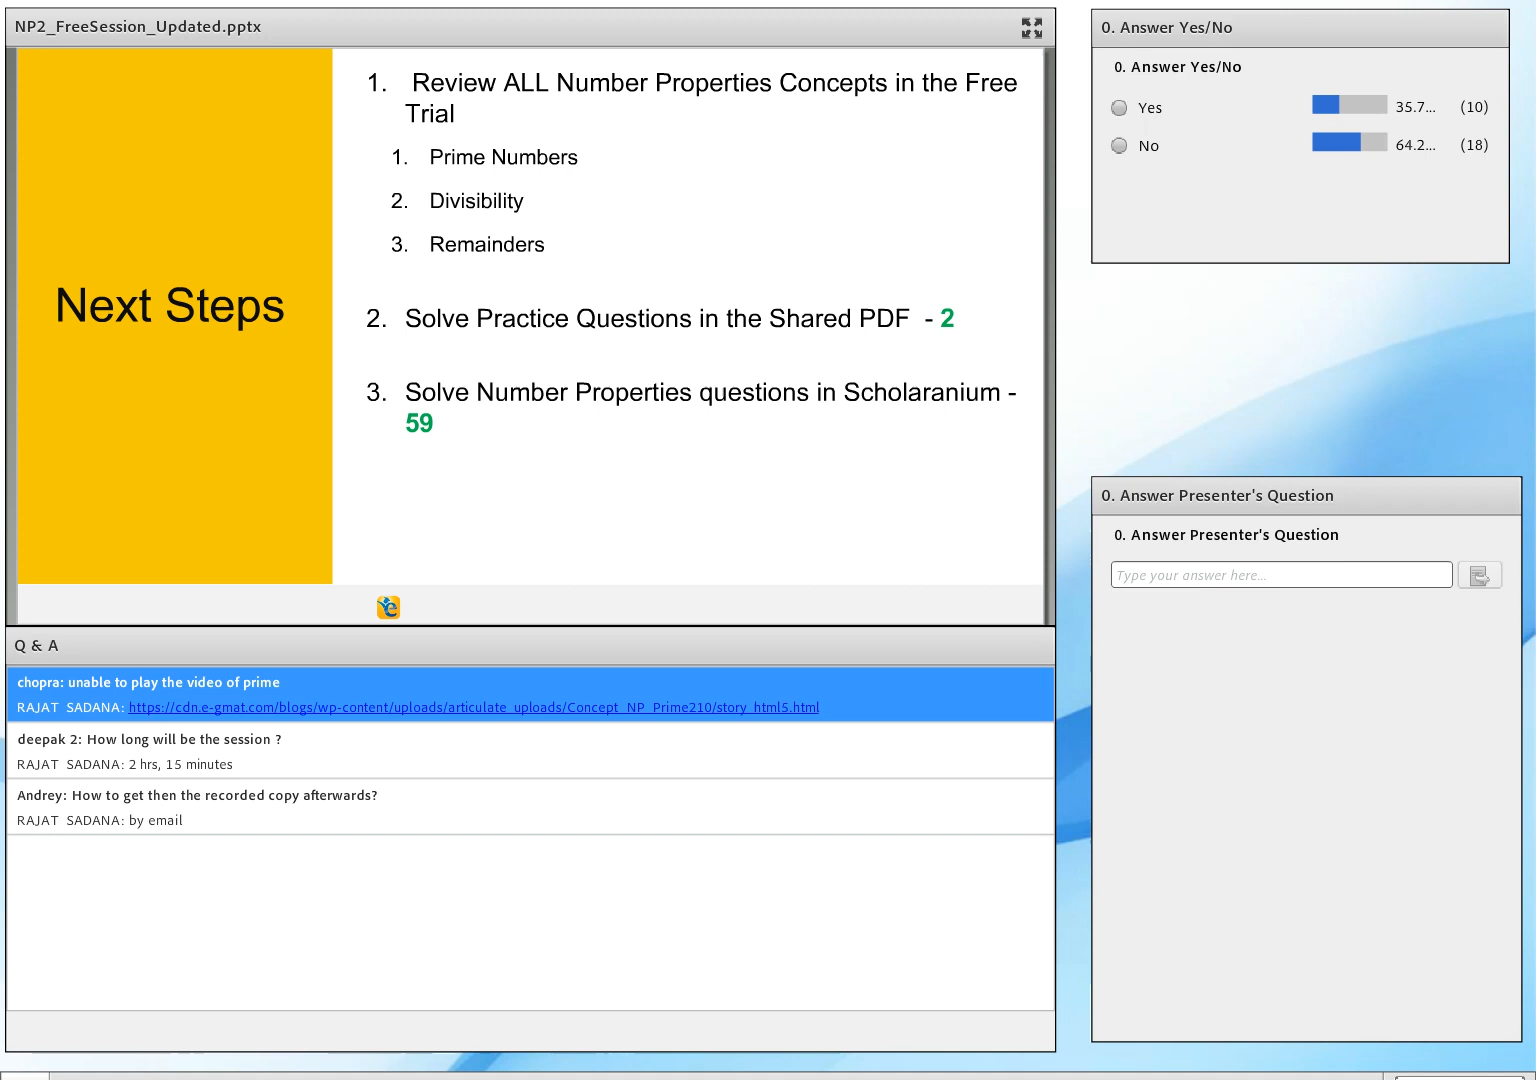 NP2_FreeSession_Updated.pptx
Next Steps
1. Review ALL Number Properties Concepts in the Free
Trial
1. Prime Numbers
2. Divisibility
3. Remainders
2. Solve Practice Questions in the Shared PDF - 2
3. Solve Number Properties questions in Scholaranium -
59
Q & A
chopra: unable to play the video of prime
RAJAT SADANA: https://cdn.e-gmat.com/blogs/wp-content/uploads/articulate_uploads/Concept_NP_Prime210/story_html5.html
deepak 2: How long will be the session ?
RAJAT SADANA: 2 hrs, 15 minutes
Andrey: How to get then the recorded copy afterwards?
RAJAT SADANA: by email
0. Answer Yes/No
0. Answer Yes/No
Yes 35.7... (10)
No 64.2... (18)
0. Answer Presenter's Question
0. Answer Presenter's Question
Type your answer here...